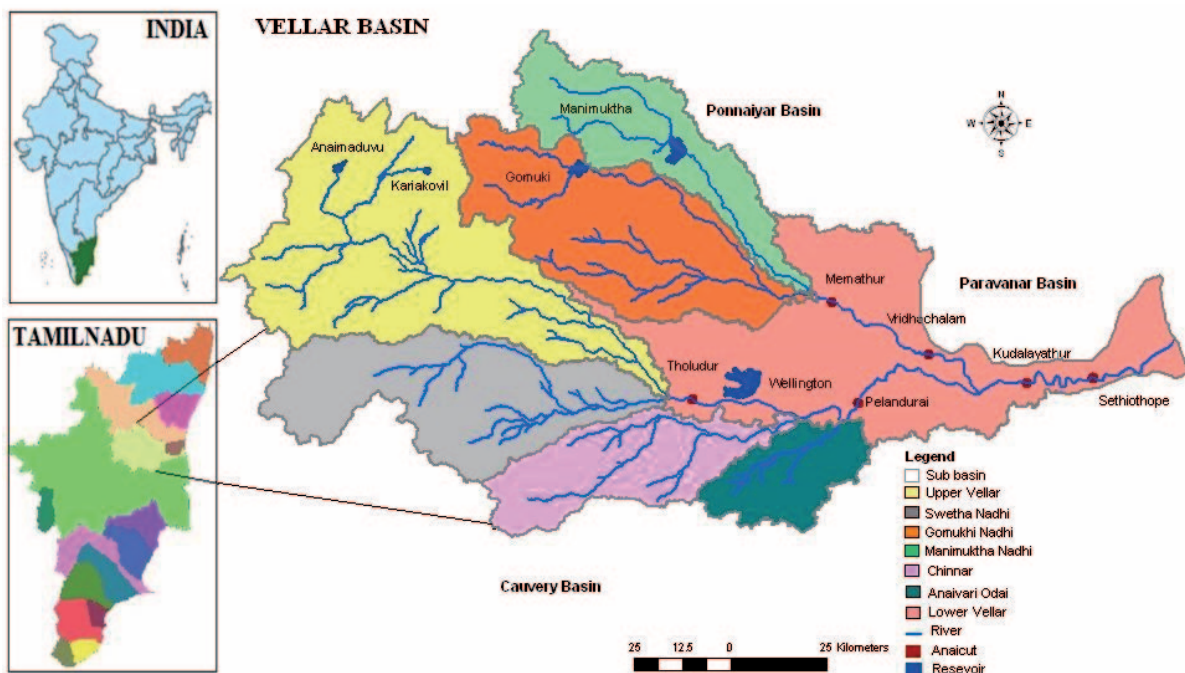 INDIA
VELLAR BASIN
Manimuktha
Ponnaiyar Basin
N
W
E
S
Anaimaduvu
Kariakovil
Gomuki
Memathur
Paravanar Basin
Vridhachalam
TAMILNADU
Kudalayathur
Tholudur
Wellington
Pelandurai
Sethiothope
Legend
Sub basin
Upper Vellar
Swetha Nadhi
Gomukhi Nadhi
Manimuktha Nadhi
Chinnar
Anaivari Odai
Lower Vellar
River
Anaicut
Resevoir
Cauvery Basin
25 12.5 0 25 Kilometers